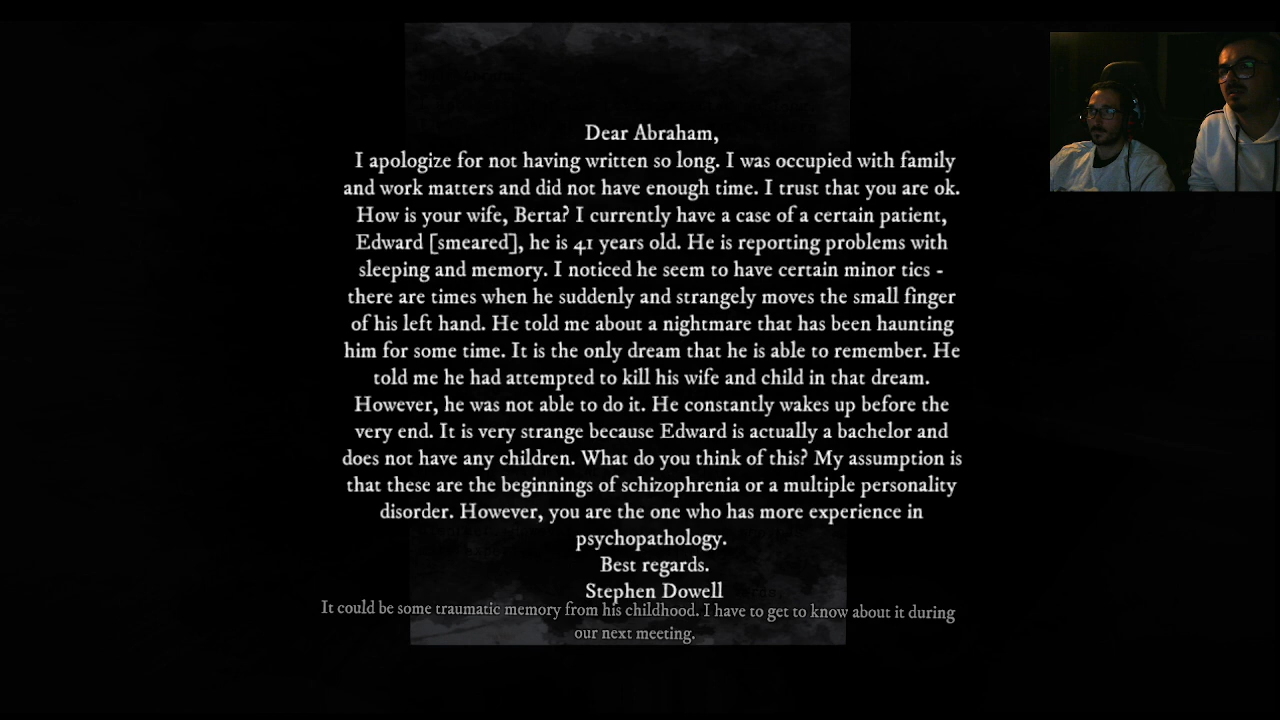 Dear Abraham,
I apologize for not having written so long. I was occupied with family
and work matters and did not have enough time. I trust that you are ok.
How is your wife, Berta? I currently have a case of a certain patient,
Edward [smeared], he is 41 years old. He is reporting problems with
sleeping and memory. I noticed he seem to have certain minor tics -
there are times when he suddenly and strangely moves the small finger
of his left hand. He told me about a nightmare that has been haunting
him for some time. It is the only dream that he is able to remember. He
told me he had attempted to kill his wife and child in that dream.
However, he was not able to do it. He constantly wakes up before the
very end. It is very strange because Edward is actually a bachelor and
does not have any children. What do you think of this? My assumption is
that these are the beginnings of schizophrenia or a multiple personality
disorder. However, you are the one who has more experience in
psychopathology.
Best regards.
Stephen Dowell
It could be some traumatic memory from his childhood. I have to get to know about it during
our next meeting.